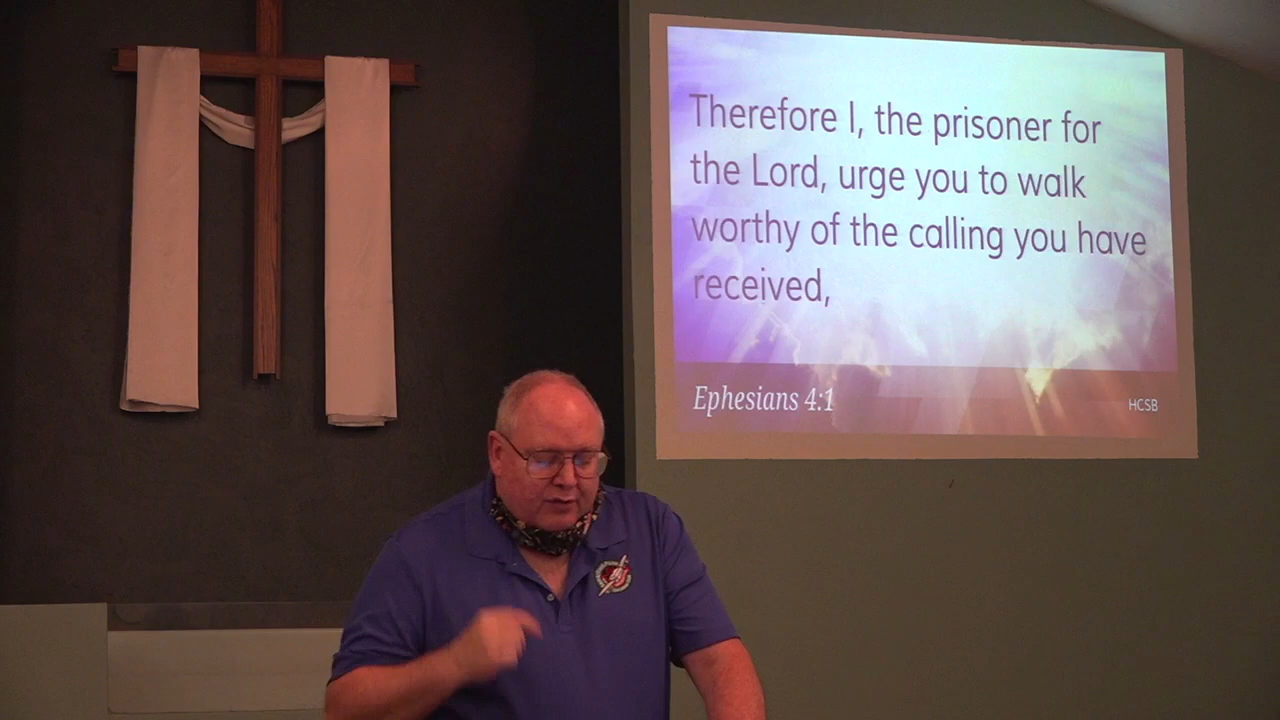 Therefore I, the prisoner for
the Lord, urge you to walk
worthy of the calling you have
received,
Ephesians 4:1
HCSB